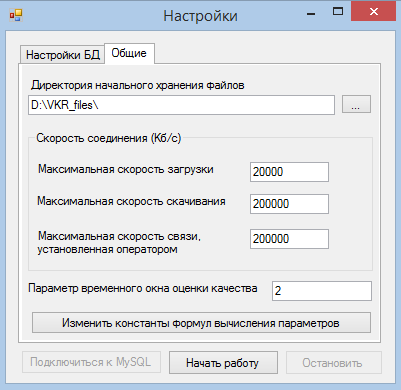 Настройки
Настройки БД
Общие
Директория начального хранения файлов
D:\VKR_files\
...
Скорость соединения (Кб/с)
Максимальная скорость загрузки
20000
Максимальная скорость скачивания
200000
Максимальная скорость связи,
установленная оператором
200000
Параметр временного окна оценки качества
2
Изменить константы формул вычисления параметров
Подключиться к MySQL
Начать работу
Остановить